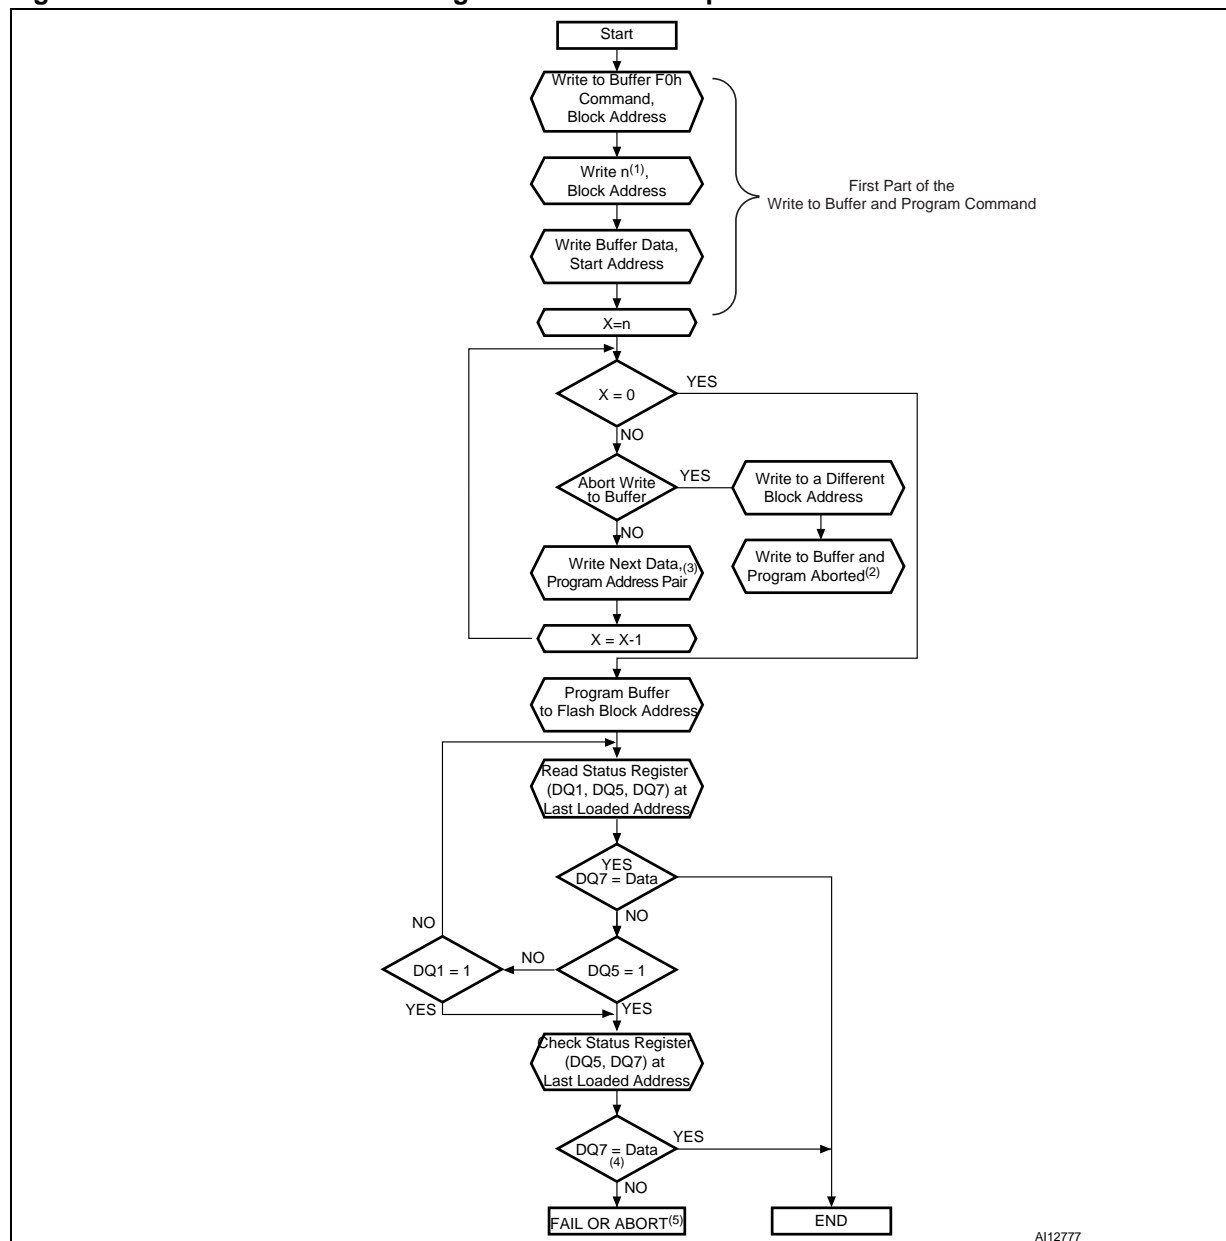 Start
Write to Buffer F0h
Command,
Block Address
Write n(1),
Block Address
First Part of the
Write to Buffer and Program Command
Write Buffer Data,
Start Address
X=n
X = 0
YES
NO
Abort Write
to Buffer
YES
Write to a Different
Block Address
NO
Write Next Data,(3)
Program Address Pair
Write to Buffer and
Program Aborted(2)
X = X-1
Program Buffer
to Flash Block Address
Read Status Register
(DQ1, DQ5, DQ7) at
Last Loaded Address
YES
DQ7 = Data
NO
NO
DQ1 = 1
NO
DQ5 = 1
YES
YES
Check Status Register
(DQ5, DQ7) at
Last Loaded Address
DQ7 = Data
(4)
YES
NO
FAIL OR ABORT(5)
END
AI12777